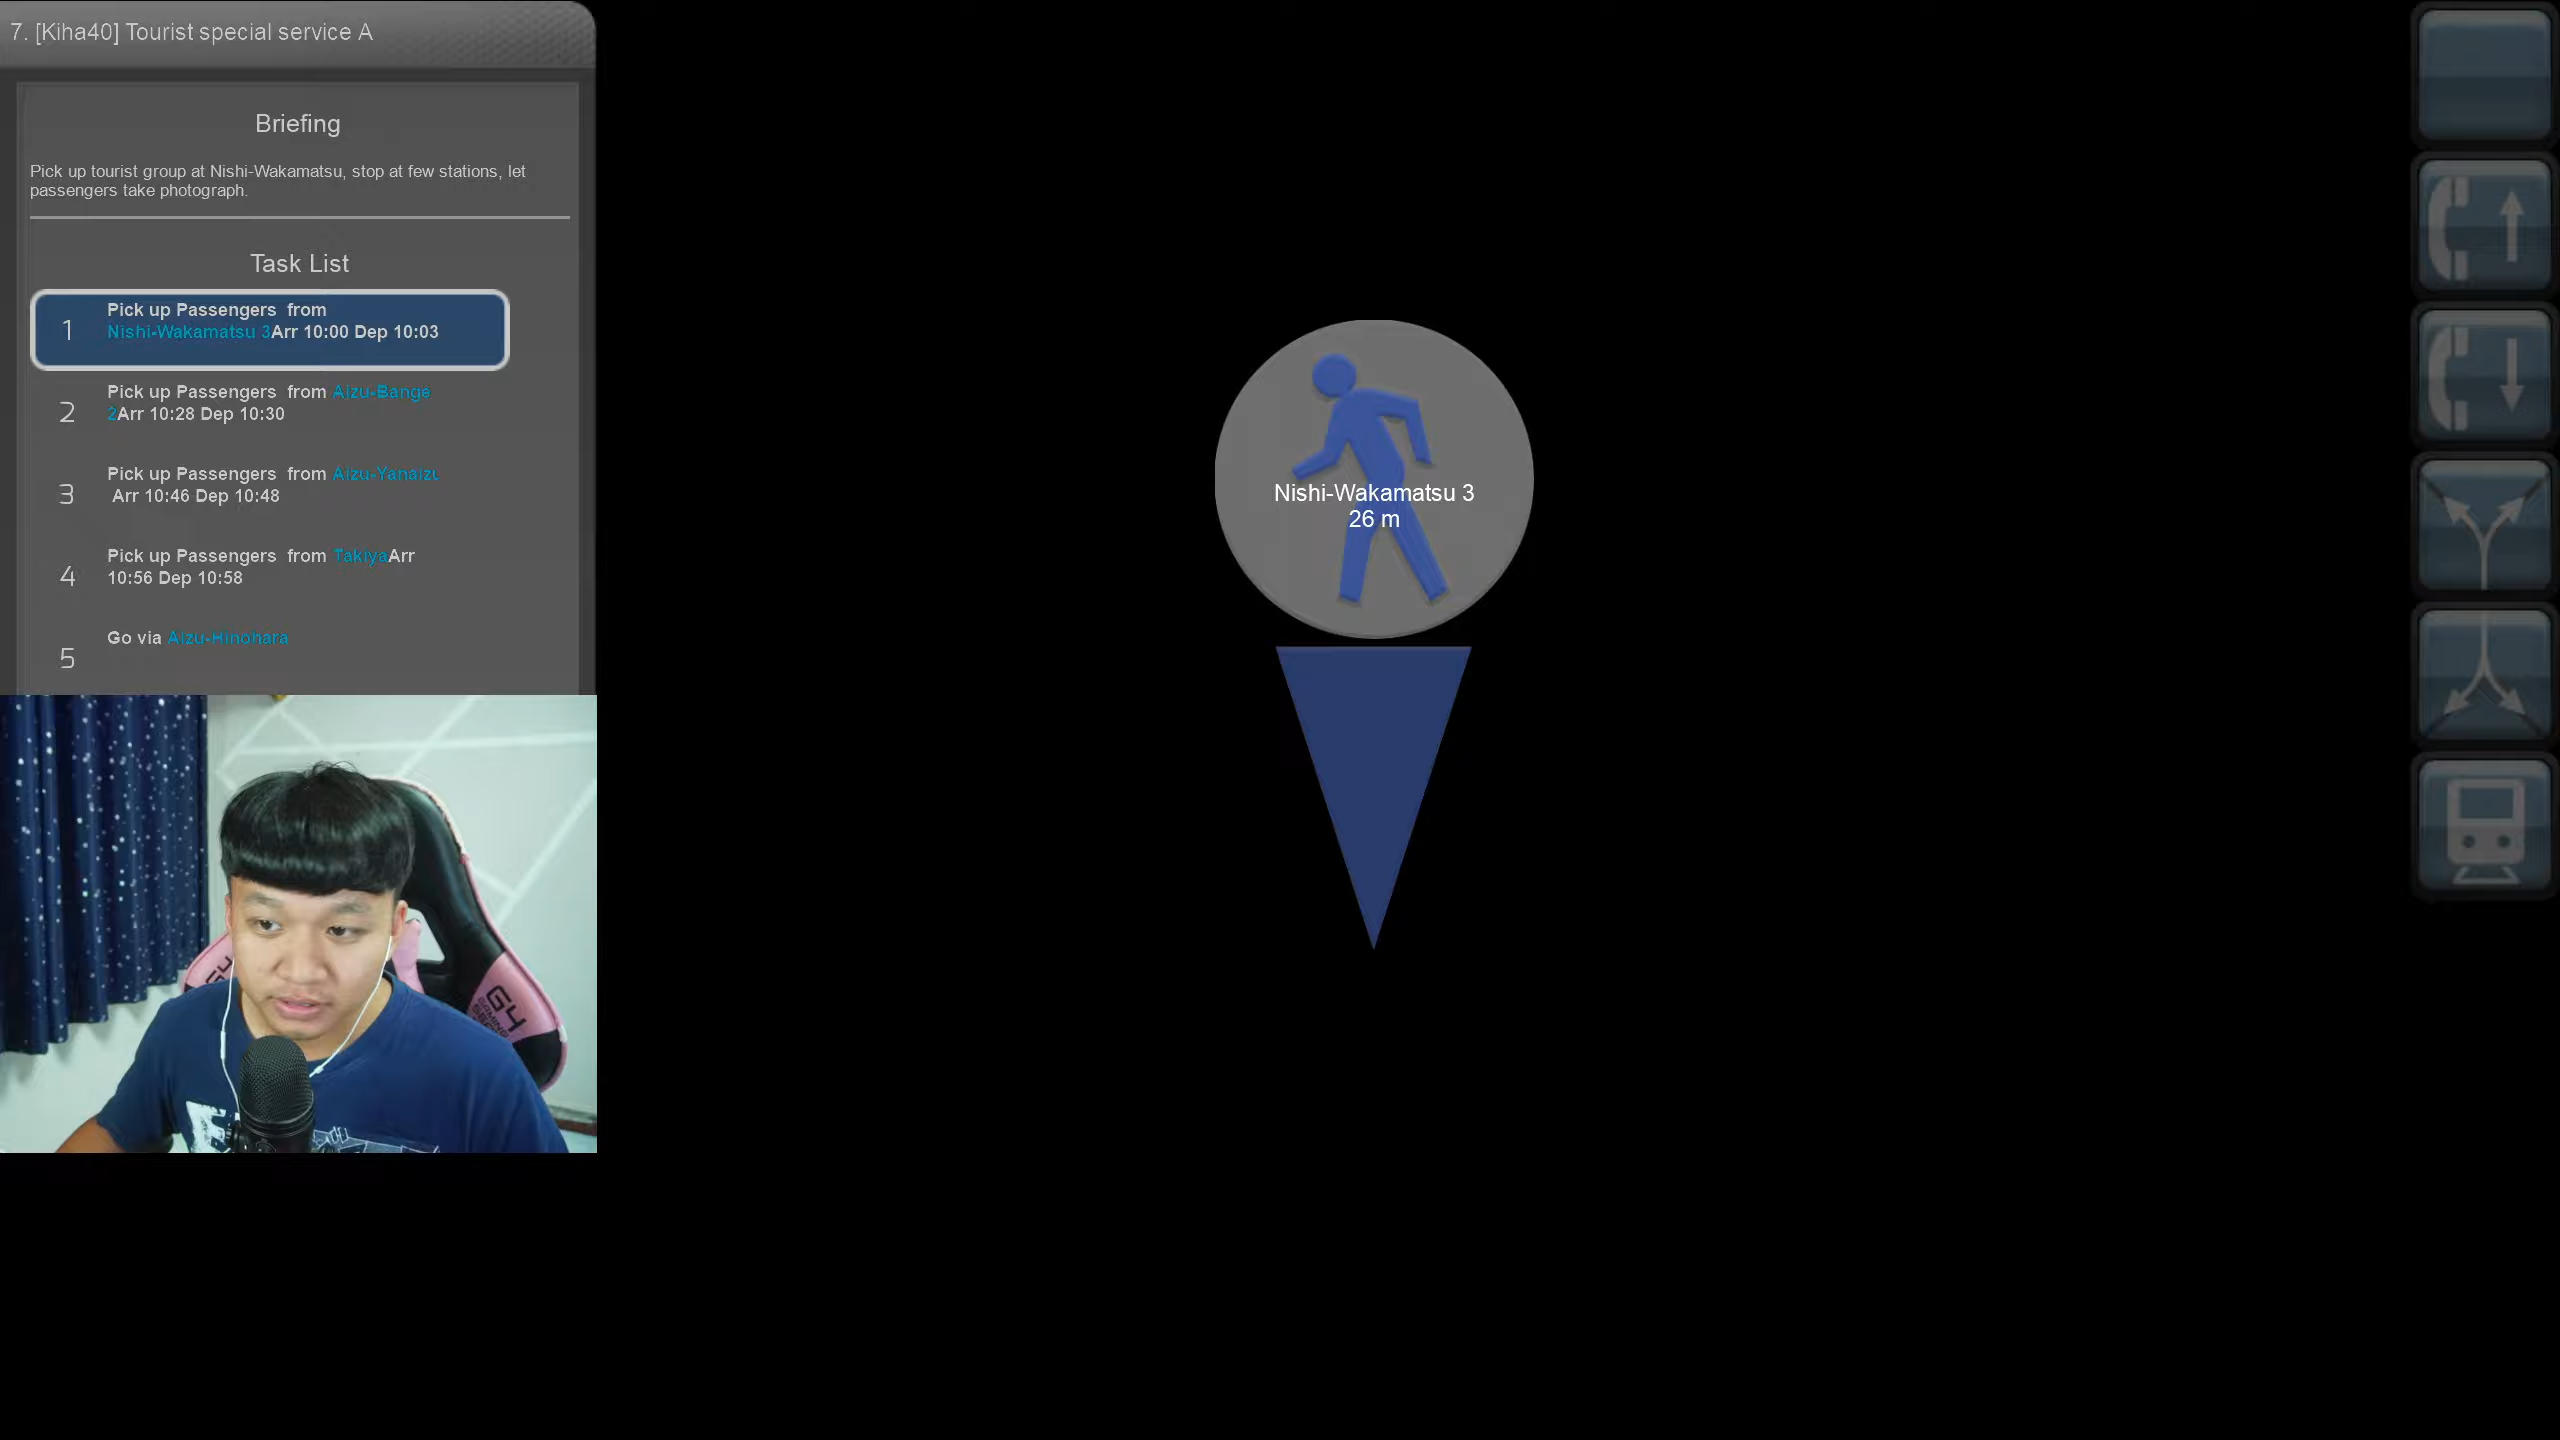 7. [Kiha40] Tourist special service A
Briefing
Pick up tourist group at Nishi-Wakamatsu, stop at few stations, let
passengers take photograph.
Task List
1
Pick up Passengers from
Nishi-Wakamatsu 3Arr 10:00 Dep 10:03
2
Pick up Passengers from Aizu-Bange
2Arr 10:28 Dep 10:30
3
Pick up Passengers from Aizu-Yanaizu
Arr 10:46 Dep 10:48
4
Pick up Passengers from TakiyaArr
10:56 Dep 10:58
5
Go via Aizu-Hinohara
Nishi-Wakamatsu 3
26 m
G4